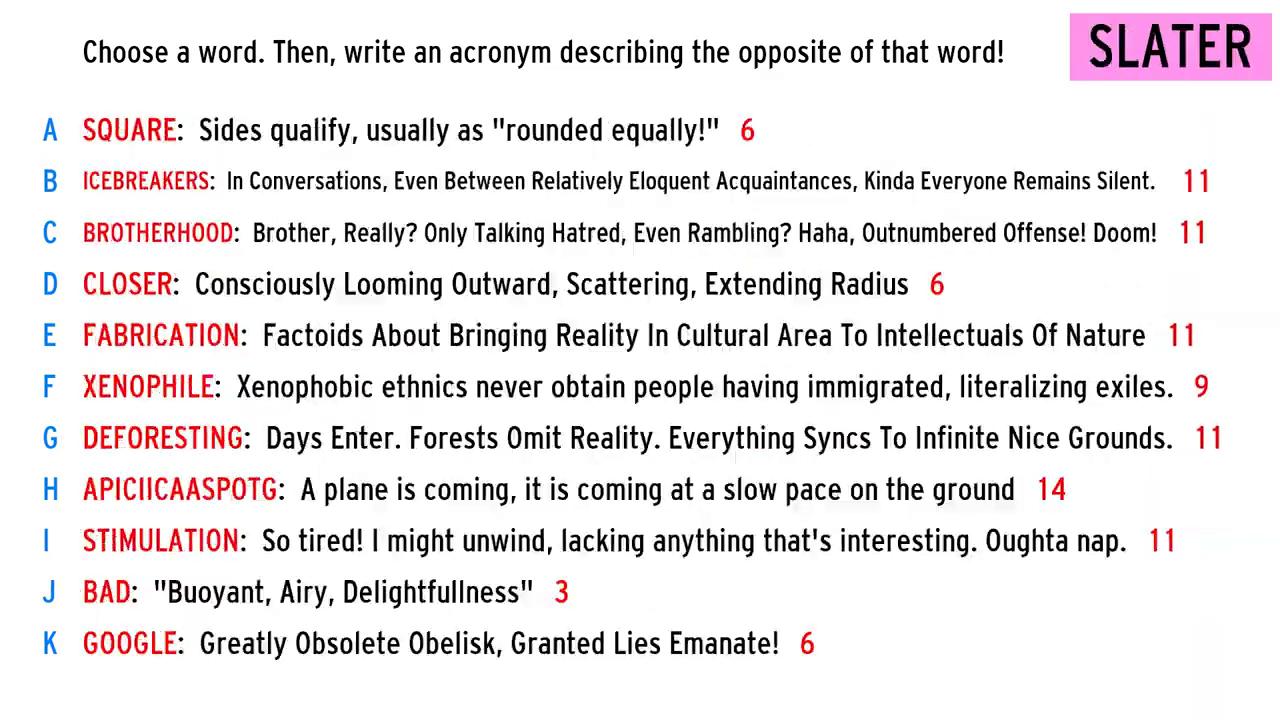 Choose a word. Then, write an acronym describing the opposite of that word!
SLATER
A SQUARE: Sides qualify, usually as "rounded equally!" 6
B ICEBREAKERS: In Conversations, Even Between Relatively Eloquent Acquaintances, Kinda Everyone Remains Silent. 11
C BROTHERHOOD: Brother, Really? Only Talking Hatred, Even Rambling? Haha, Outnumbered Offense! Doom! 11
D CLOSER: Consciously Looming Outward, Scattering, Extending Radius 6
E FABRICATION: Factoids About Bringing Reality In Cultural Area To Intellectuals Of Nature 11
F XENOPHILE: Xenophobic ethnics never obtain people having immigrated, literalizing exiles. 9
G DEFORESTING: Days Enter. Forests Omit Reality. Everything Syncs To Infinite Nice Grounds. 11
H APICIICAASPOTG: A plane is coming, it is coming at a slow pace on the ground 14
I STIMULATION: So tired! I might unwind, lacking anything that's interesting. Oughta nap. 11
J BAD: "Buoyant, Airy, Delightfullness" 3
K GOOGLE: Greatly Obsolete Obelisk, Granted Lies Emanate! 6